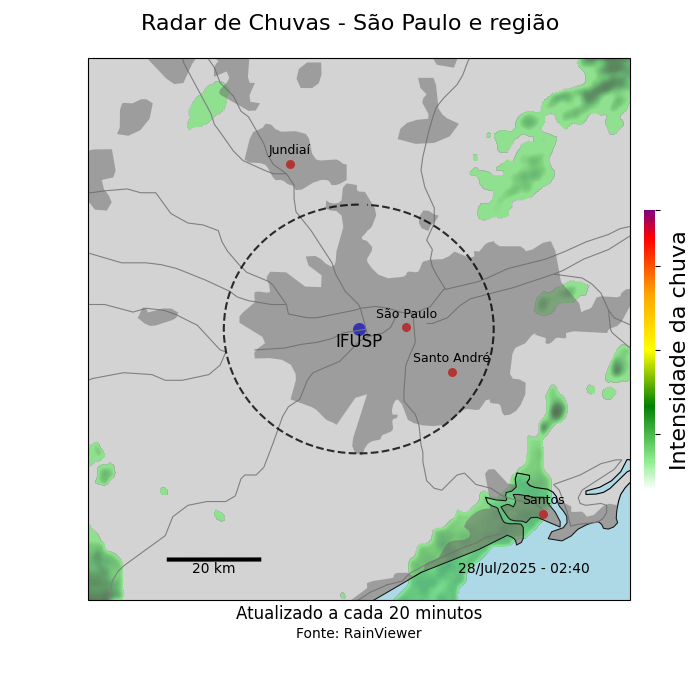 Radar de Chuvas - São Paulo e região
Jundiaí
São Paulo
IFUSP
Santo André
Santos
20 km
28/Jul/2025 - 02:40
Intensidade da chuva
Atualizado a cada 20 minutos
Fonte: RainViewer